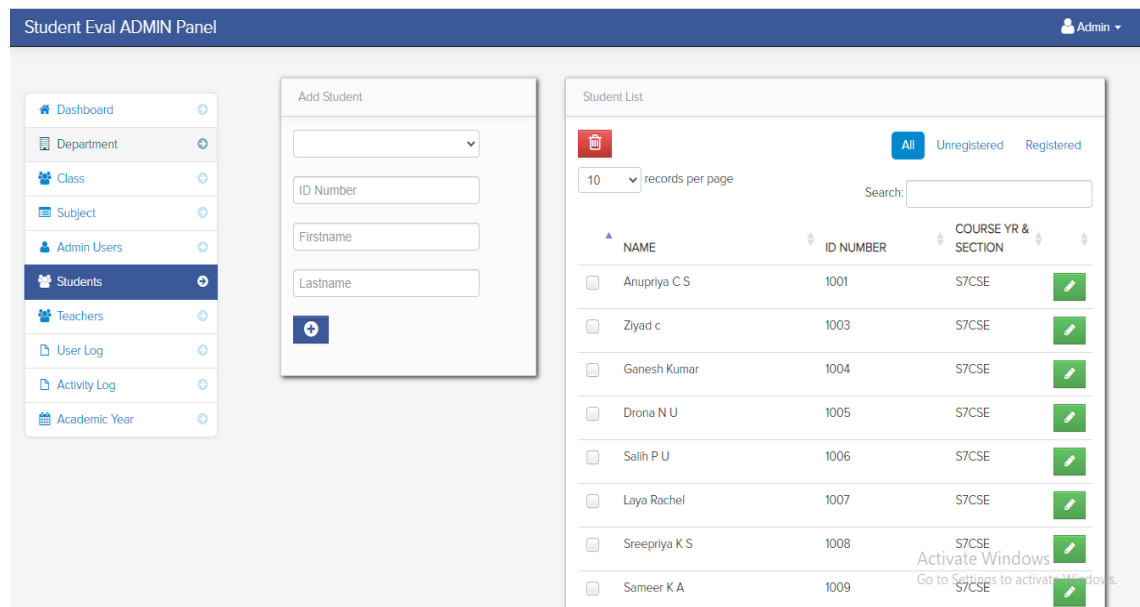 Student Eval ADMIN Panel
Admin
Dashboard
Department
Class
Subject
Admin Users
Students
Teachers
User Log
Activity Log
Academic Year
Add Student
ID Number
Firstname
Lastname
Student List
All Unregistered Registered
10 records per page
Search:
NAME ID NUMBER COURSE YR & SECTION
Anupriya C S 1001 S7CSE
Ziyad c 1003 S7CSE
Ganesh Kumar 1004 S7CSE
Drona N U 1005 S7CSE
Salih P U 1006 S7CSE
Laya Rachel 1007 S7CSE
Sreepriya K S 1008 S7CSE
Sameer K A 1009 S7CSE
Activate Windows
Go to Settings to activate Windows.